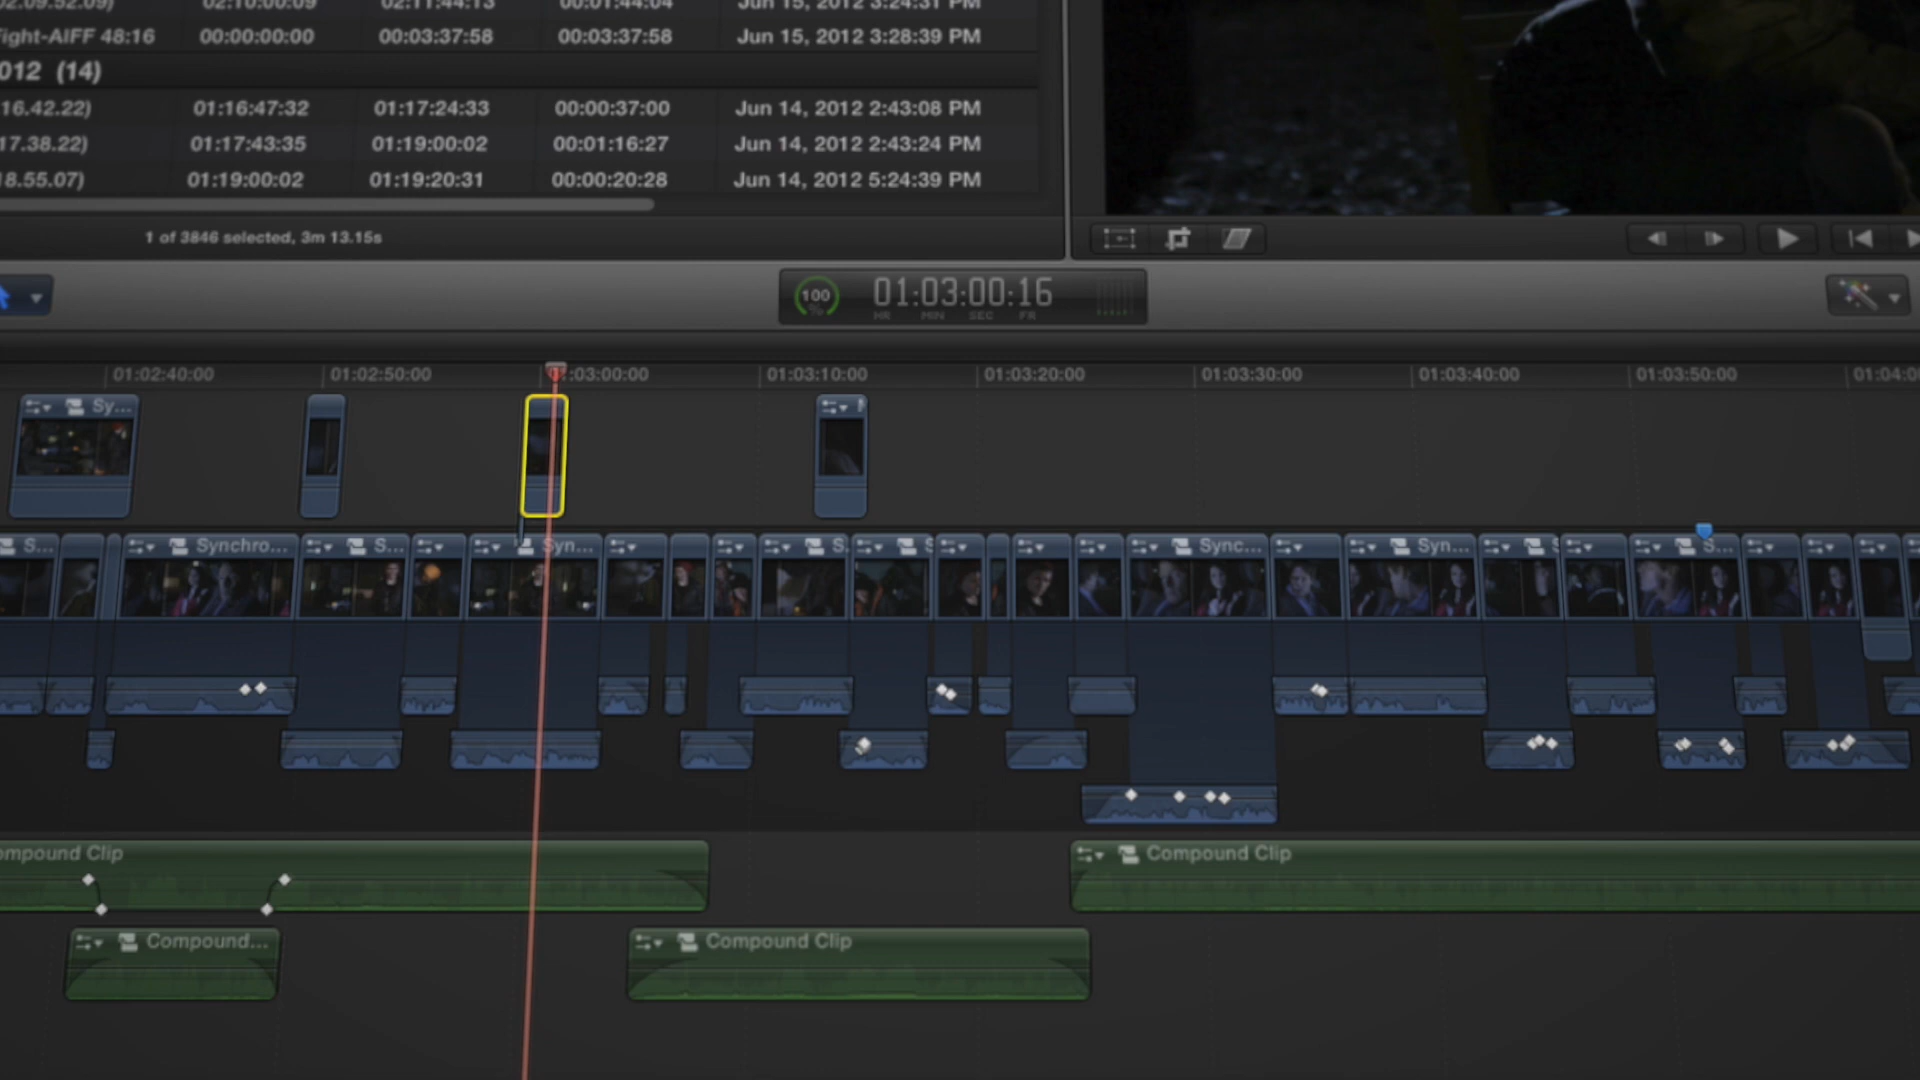 02.09.52.09) 02:10:00:09 02:11:44:13 00:01:44:04 Jun 15, 2012 3:24:31 PM
ight-AIFF 48:16 00:00:00:00 00:03:37:58 00:03:37:58 Jun 15, 2012 3:28:39 PM
012 (14)
16.42.22) 01:16:47:32 01:17:24:33 00:00:37:00 Jun 14, 2012 2:43:08 PM
17.38.22) 01:17:43:35 01:19:00:02 00:01:16:27 Jun 14, 2012 2:43:24 PM
18.55.07) 01:19:00:02 01:19:20:31 00:00:20:28 Jun 14, 2012 5:24:39 PM
1 of 3846 selected, 3m 13.15s
100 % 01:03:00:16
HR MIN SEC FR
01:02:40:00 01:02:50:00 01:03:00:00 01:03:10:00 01:03:20:00 01:03:30:00 01:03:40:00 01:03:50:00 01:04:0
Sy...
S... Synchro... S... Syn... S. S Sync... Syn... S S...
ompound Clip Compound Clip
Compound... Compound Clip